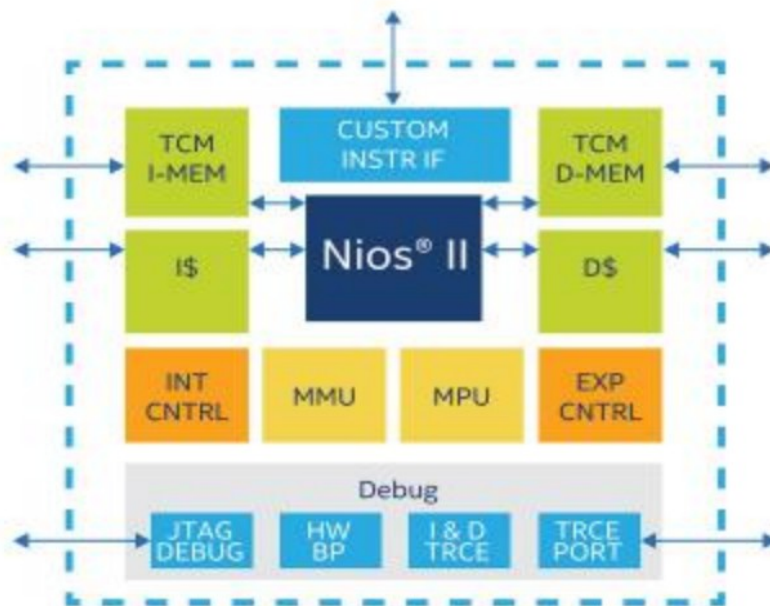 CUSTOM
INSTR IF
TCM
I-MEM
TCM
D-MEM
Nios® II
I$
D$
INT
CNTRL
MMU
MPU
EXP
CNTRL
Debug
JTAG
DEBUG
HW
BP
I & D
TRCE
TRCE
PORT